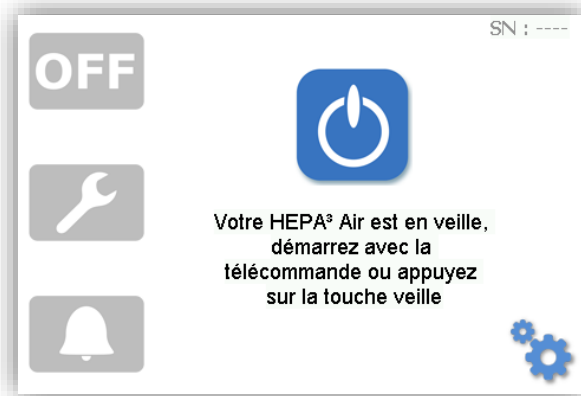 SN : ----
OFF
Votre HEPA³ Air est en veille,
démarrez avec la
télécommande ou appuyez
sur la touche veille